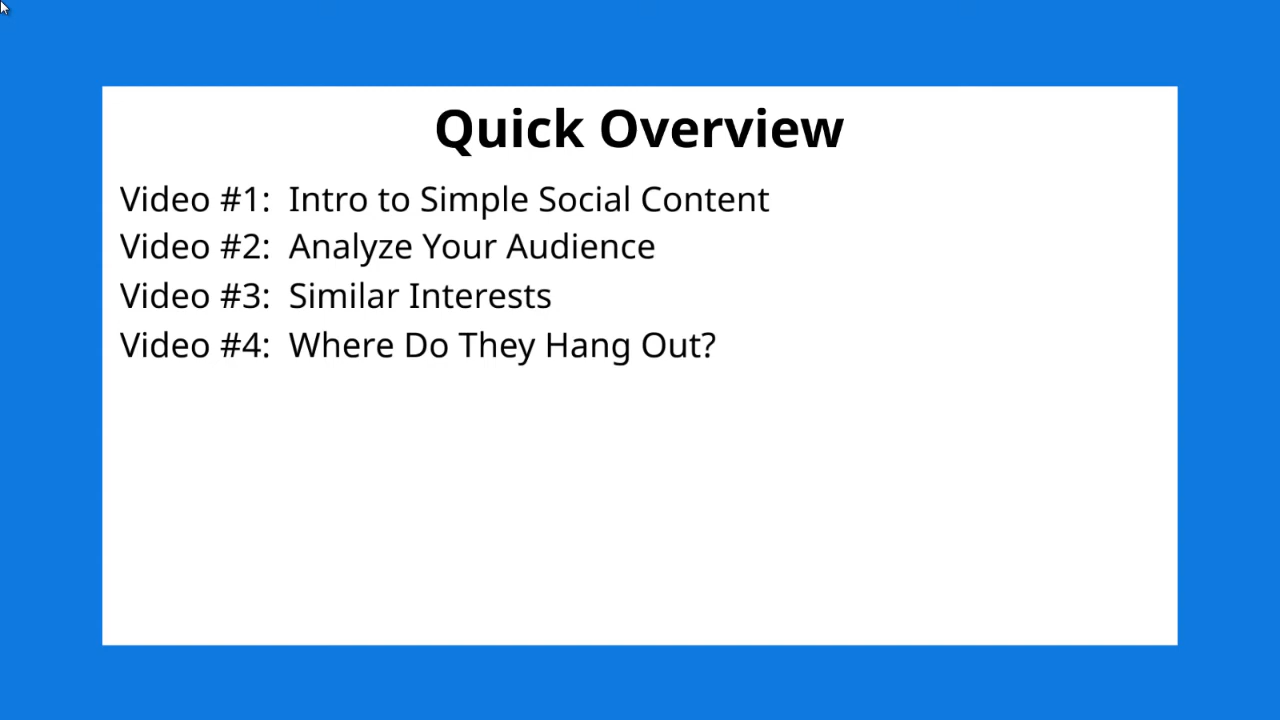 Quick Overview
Video #1:  Intro to Simple Social Content
Video #2:  Analyze Your Audience
Video #3:  Similar Interests
Video #4:  Where Do They Hang Out?